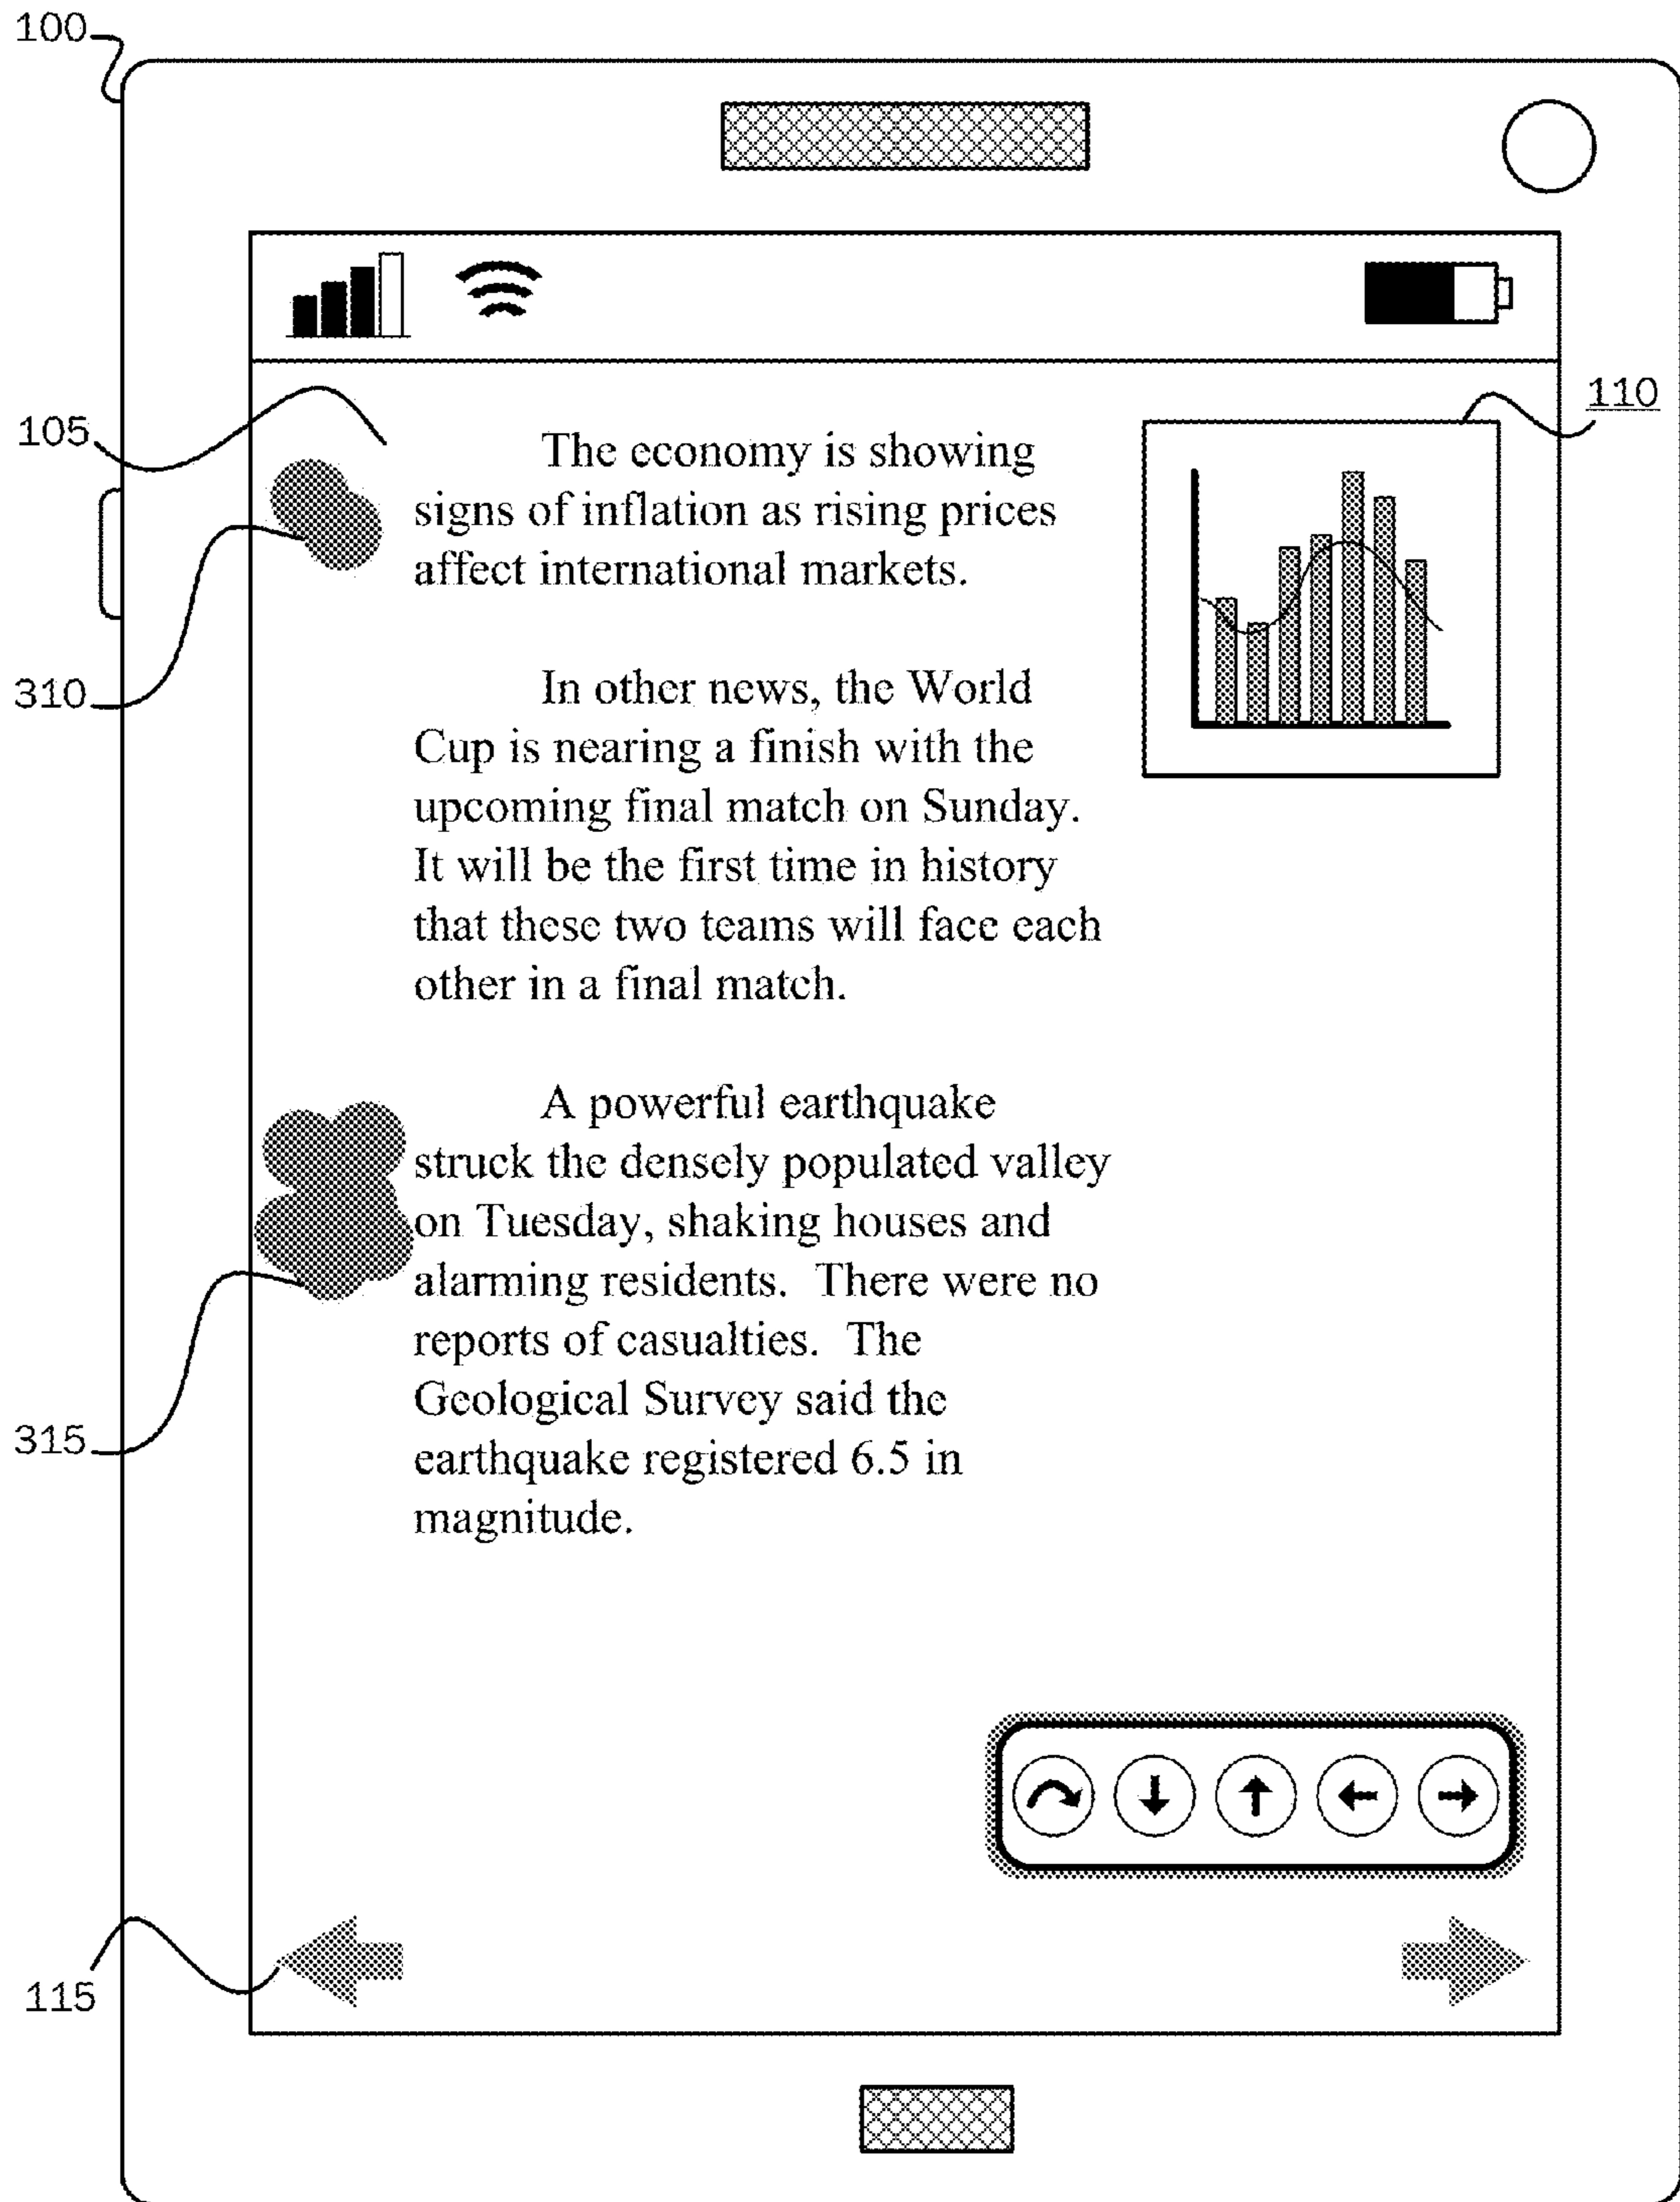 100
110
105
The economy is showing
signs of inflation as rising prices
affect international markets.
310
In other news, the World
Cup is nearing a finish with the
upcoming final match on Sunday.
It will be the first time in history
that these two teams will face each
other in a final match.
A powerful earthquake
struck the densely populated valley
on Tuesday, shaking houses and
alarming residents.  There were no
reports of casualties.  The
Geological Survey said the
earthquake registered 6.5 in
magnitude.
315
115